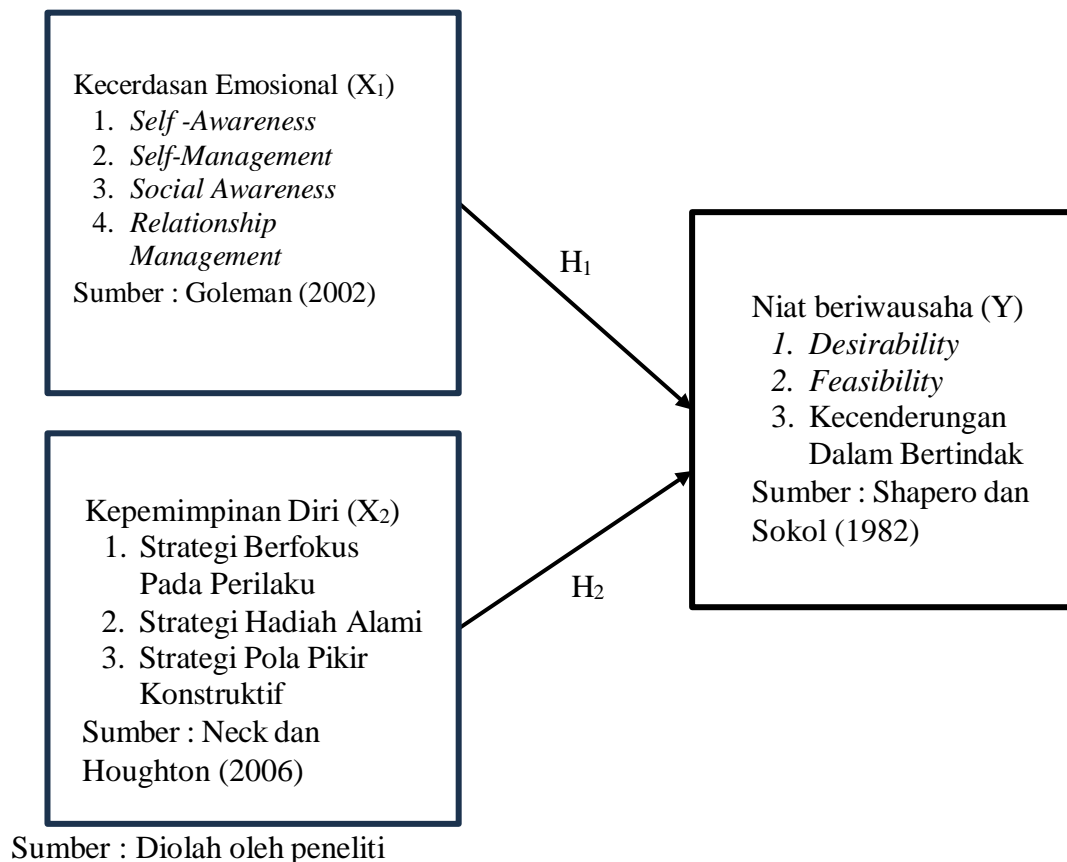 Kecerdasan Emosional (X₁)
1. Self -Awareness
2. Self-Management
3. Social Awareness
4. Relationship
Management
Sumber : Goleman (2002)
H₁
Niat beriwausaha (Y)
1. Desirability
2. Feasibility
3. Kecenderungan
Dalam Bertindak
Sumber : Shapero dan
Sokol (1982)
Kepemimpinan Diri (X₂)
1. Strategi Berfokus
Pada Perilaku
2. Strategi Hadiah Alami
3. Strategi Pola Pikir
Konstruktif
Sumber : Neck dan
Houghton (2006)
H₂
Sumber : Diolah oleh peneliti